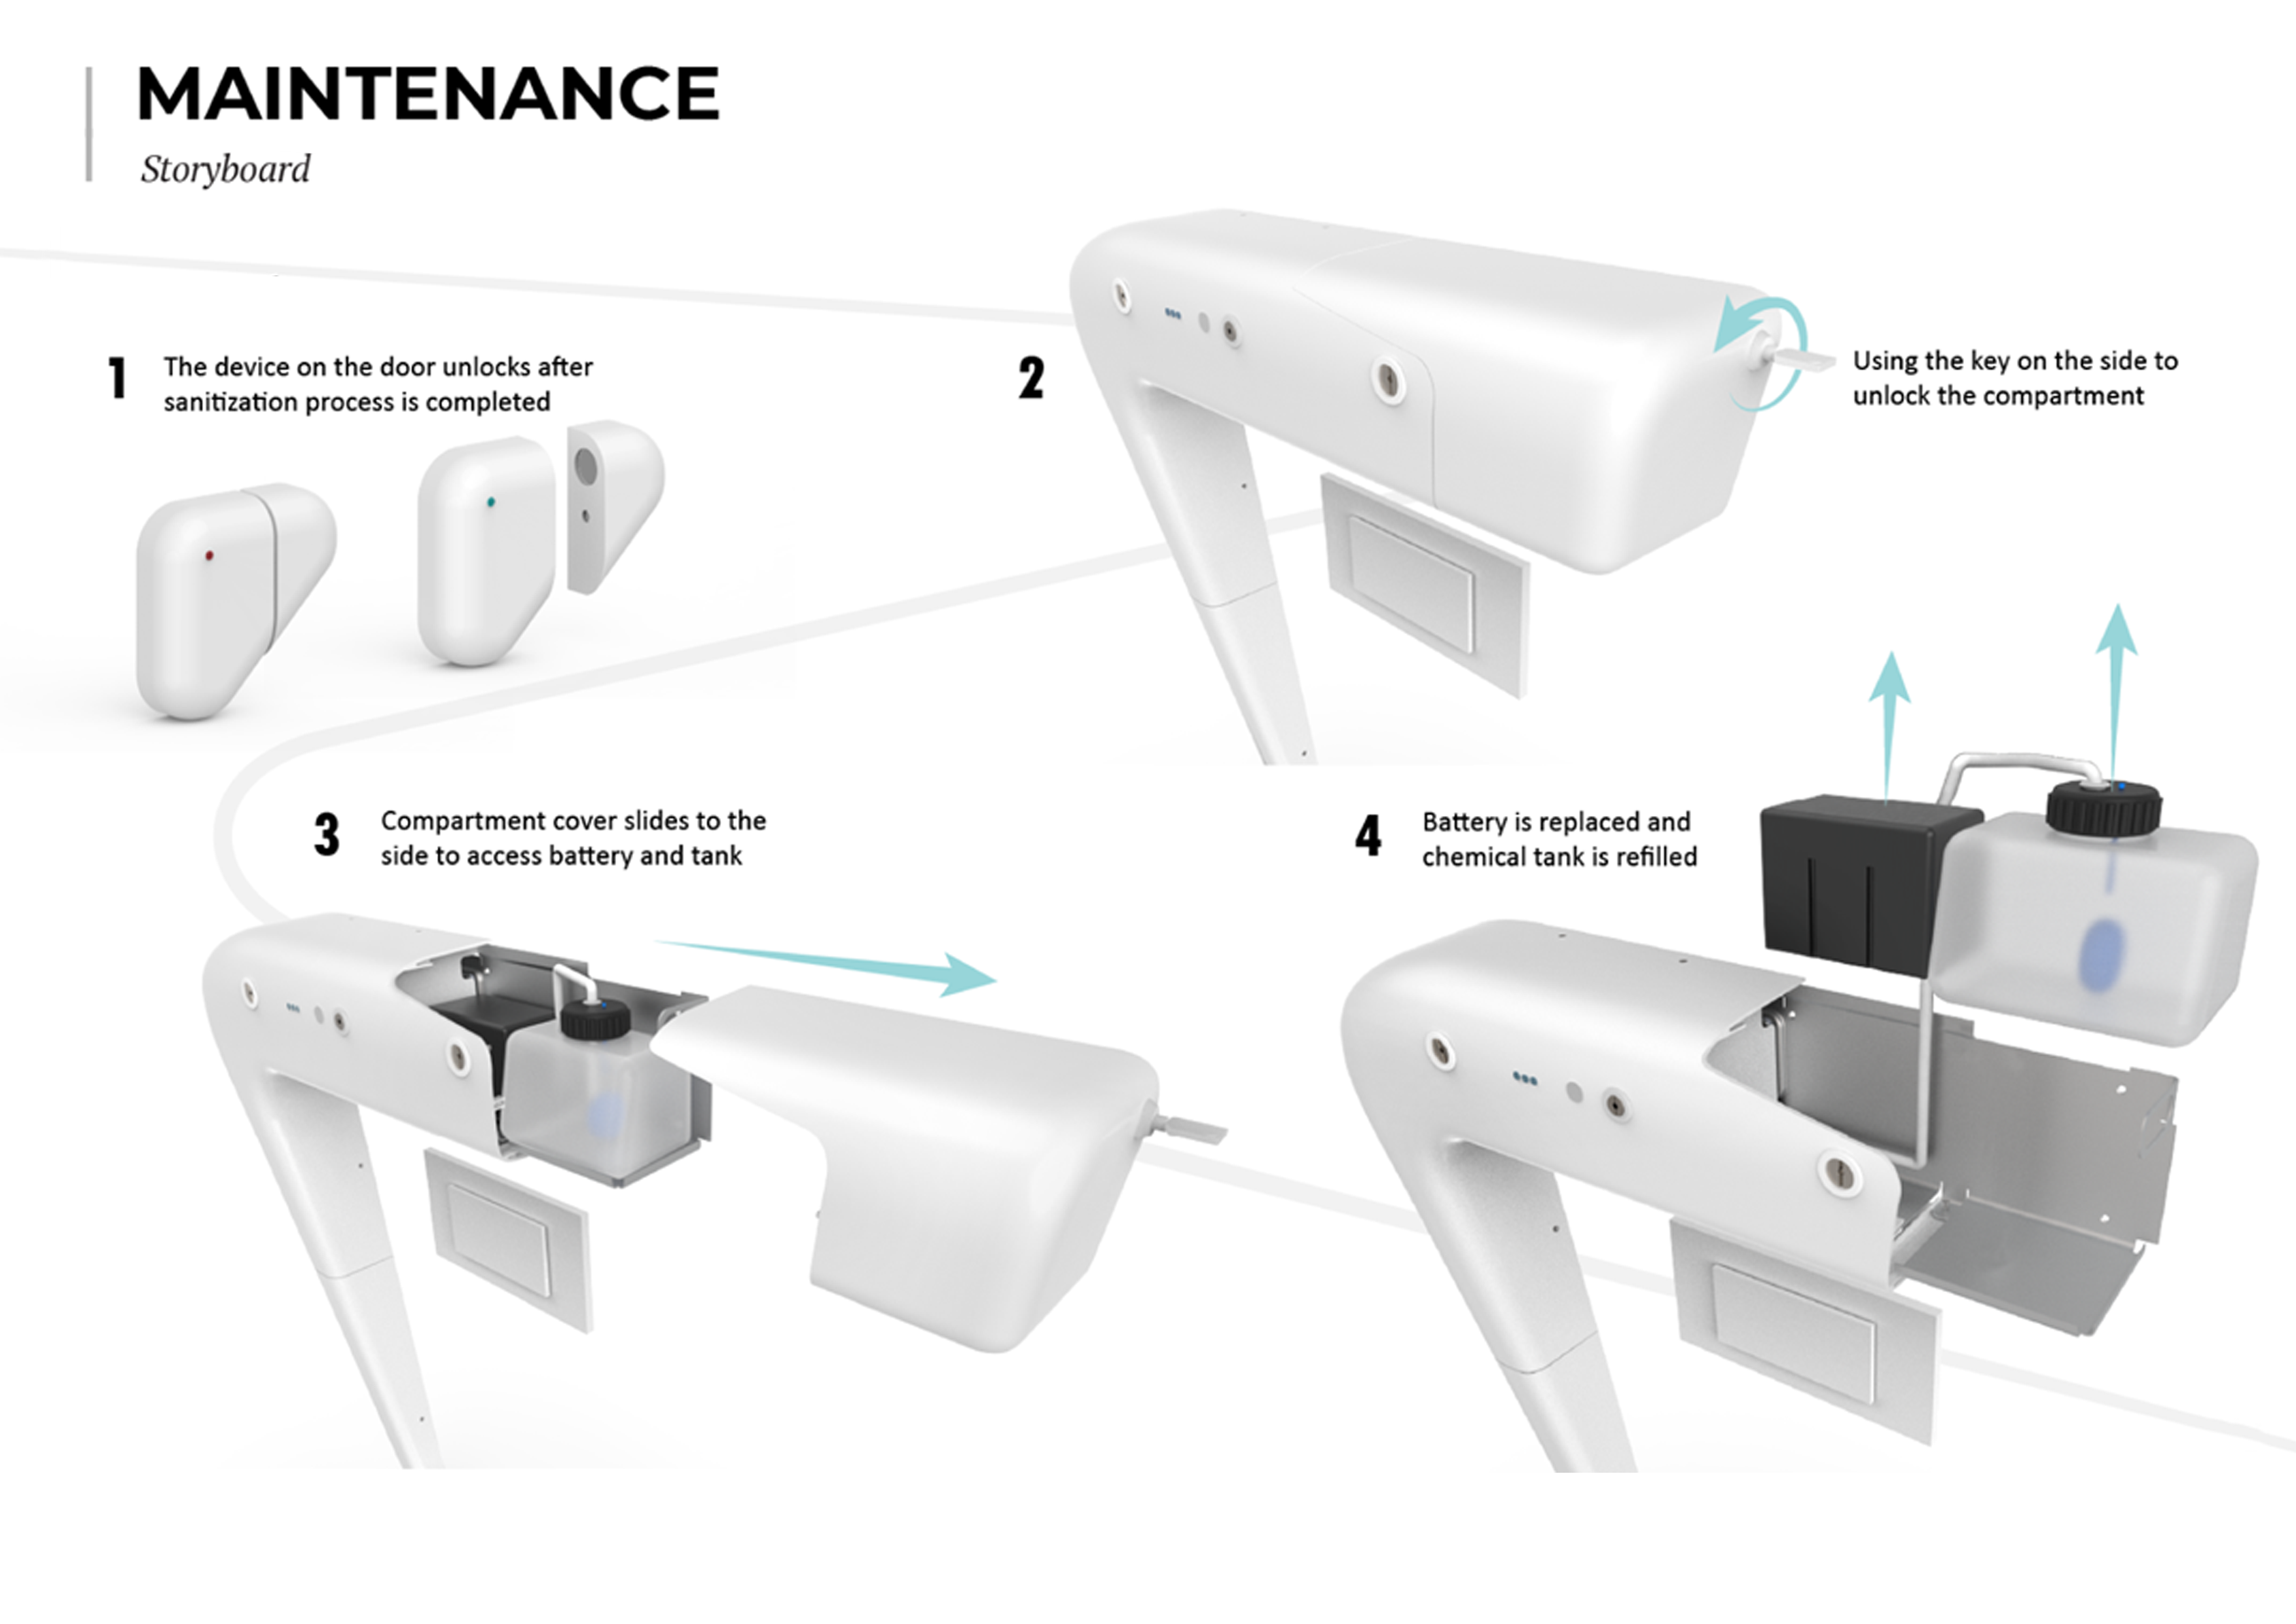 MAINTENANCE
Storyboard
1
The device on the door unlocks after
sanitization process is completed
2
Using the key on the side to
unlock the compartment
3
Compartment cover slides to the
side to access battery and tank
4
Battery is replaced and
chemical tank is refilled